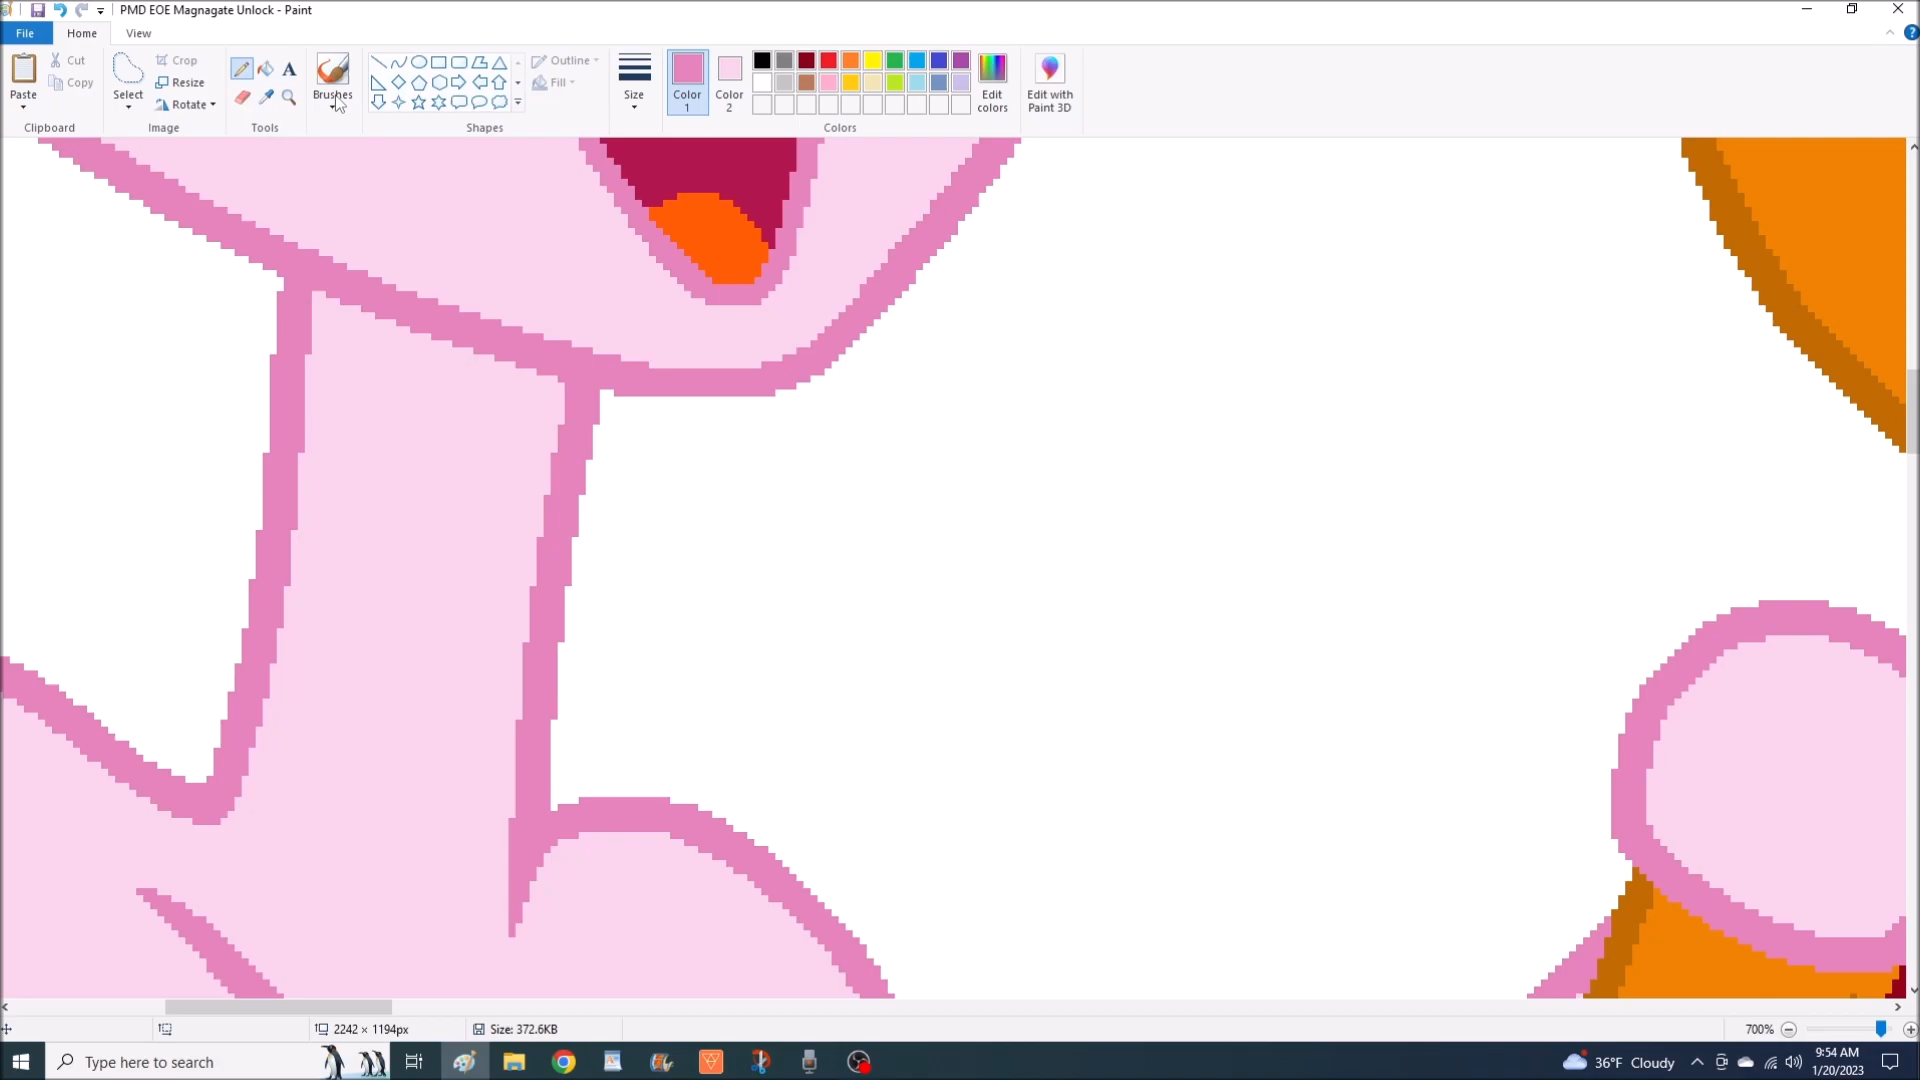 PMD EOE Magnagate Unlock - Paint
File
Home
View
Paste
Cut
Copy
Clipboard
Select
Crop
Resize
Rotate
Image
A
Tools
Brushes
Outline
Fill
Shapes
Size
Color
1
Color
2
Colors
Edit
colors
Edit with
Paint 3D
2242 × 1194px
Size: 372.6KB
700%
Type here to search
36°F Cloudy
9:54 AM
1/20/2023